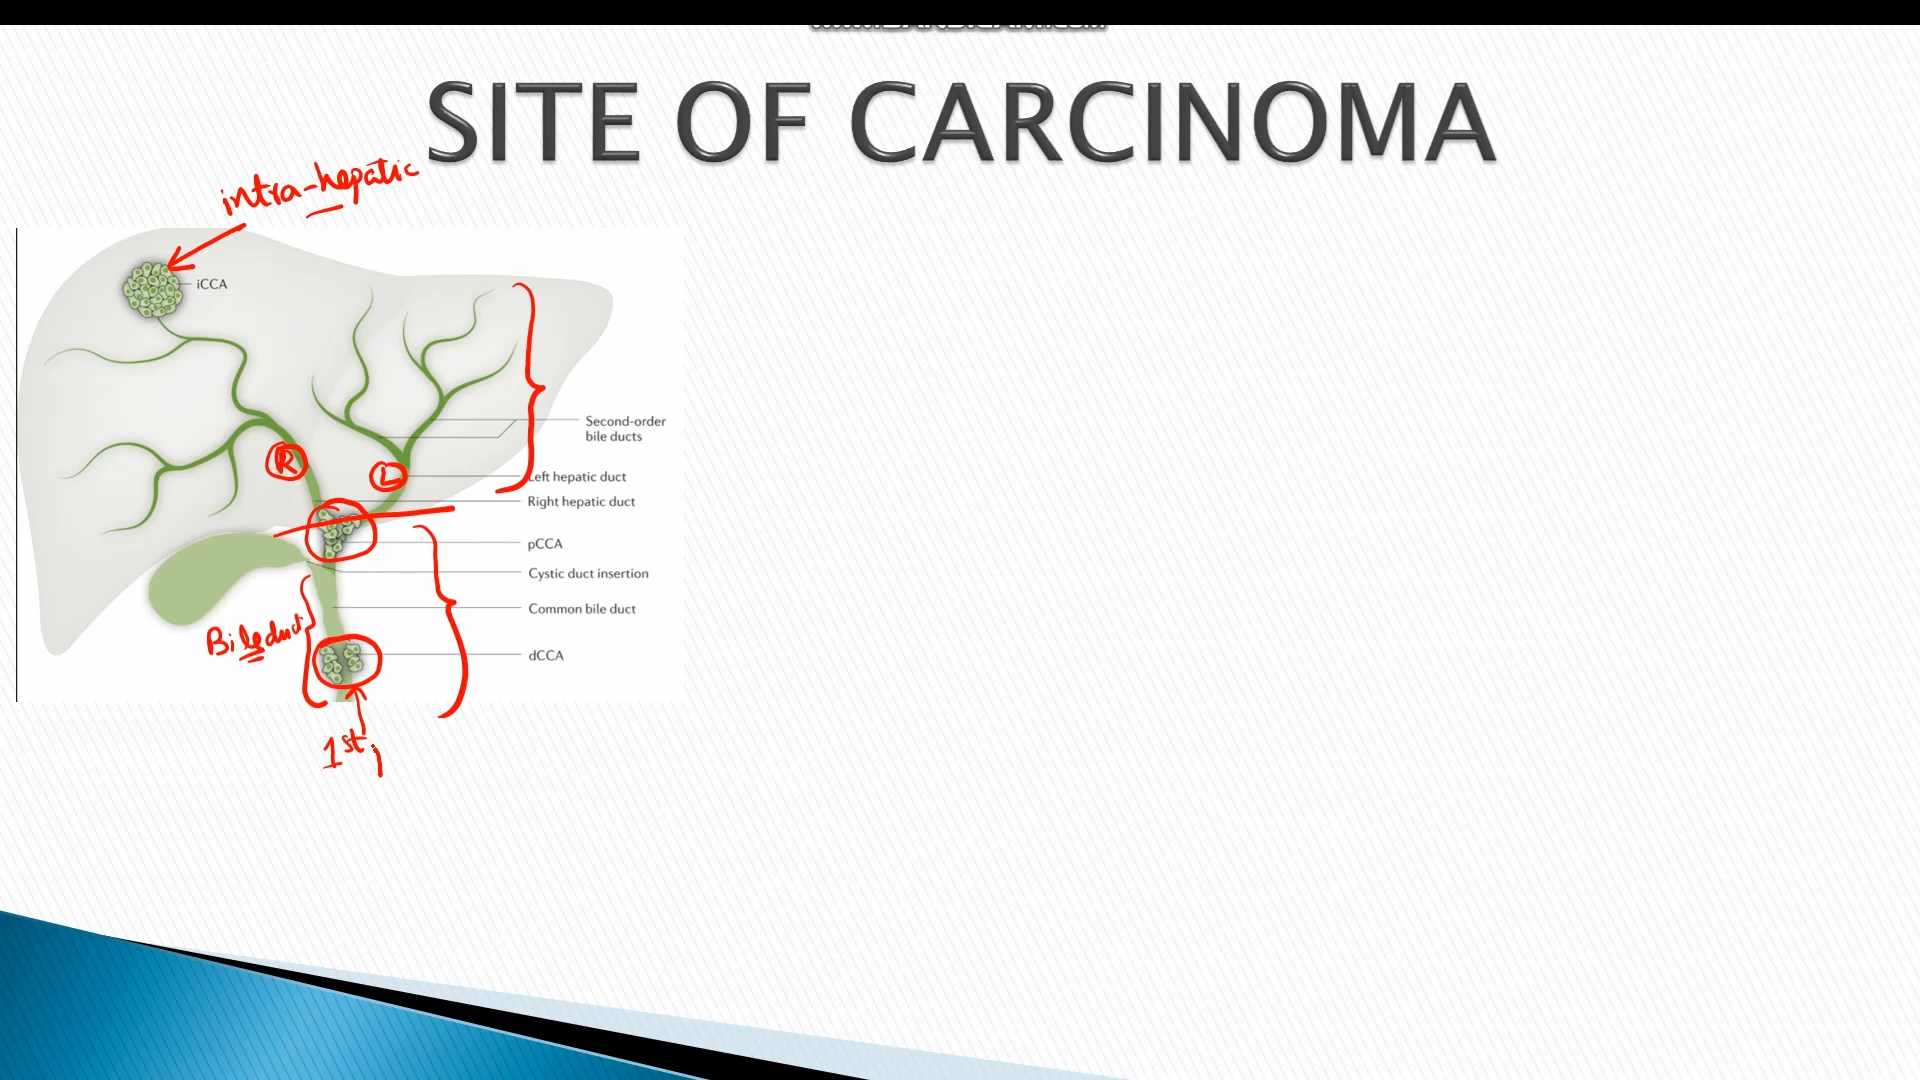 SITE OF CARCINOMA
intra-hepatic
iCCA
Second-order
bile ducts
R
L
Left hepatic duct
Right hepatic duct
pCCA
Cystic duct insertion
Common bile duct
Bile duct
dCCA
1st